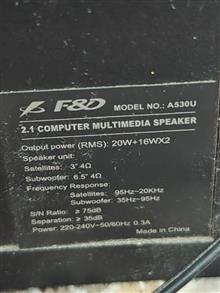 F&D MODEL NO.: A530U
2.1 COMPUTER MULTIMEDIA SPEAKER
Output power (RMS): 20W+16WX2
Speaker unit:
Satellites: 3" 4Ω
Subwoofer: 6.5" 4Ω
Frequency Response:
Satellites: 95Hz-20KHz
Subwoofer: 35Hz-95Hz
S/N Ratio: ≥ 75dB
Separation: ≥ 35dB
Power: 220-240V~50/60Hz 0.3A
Made in China